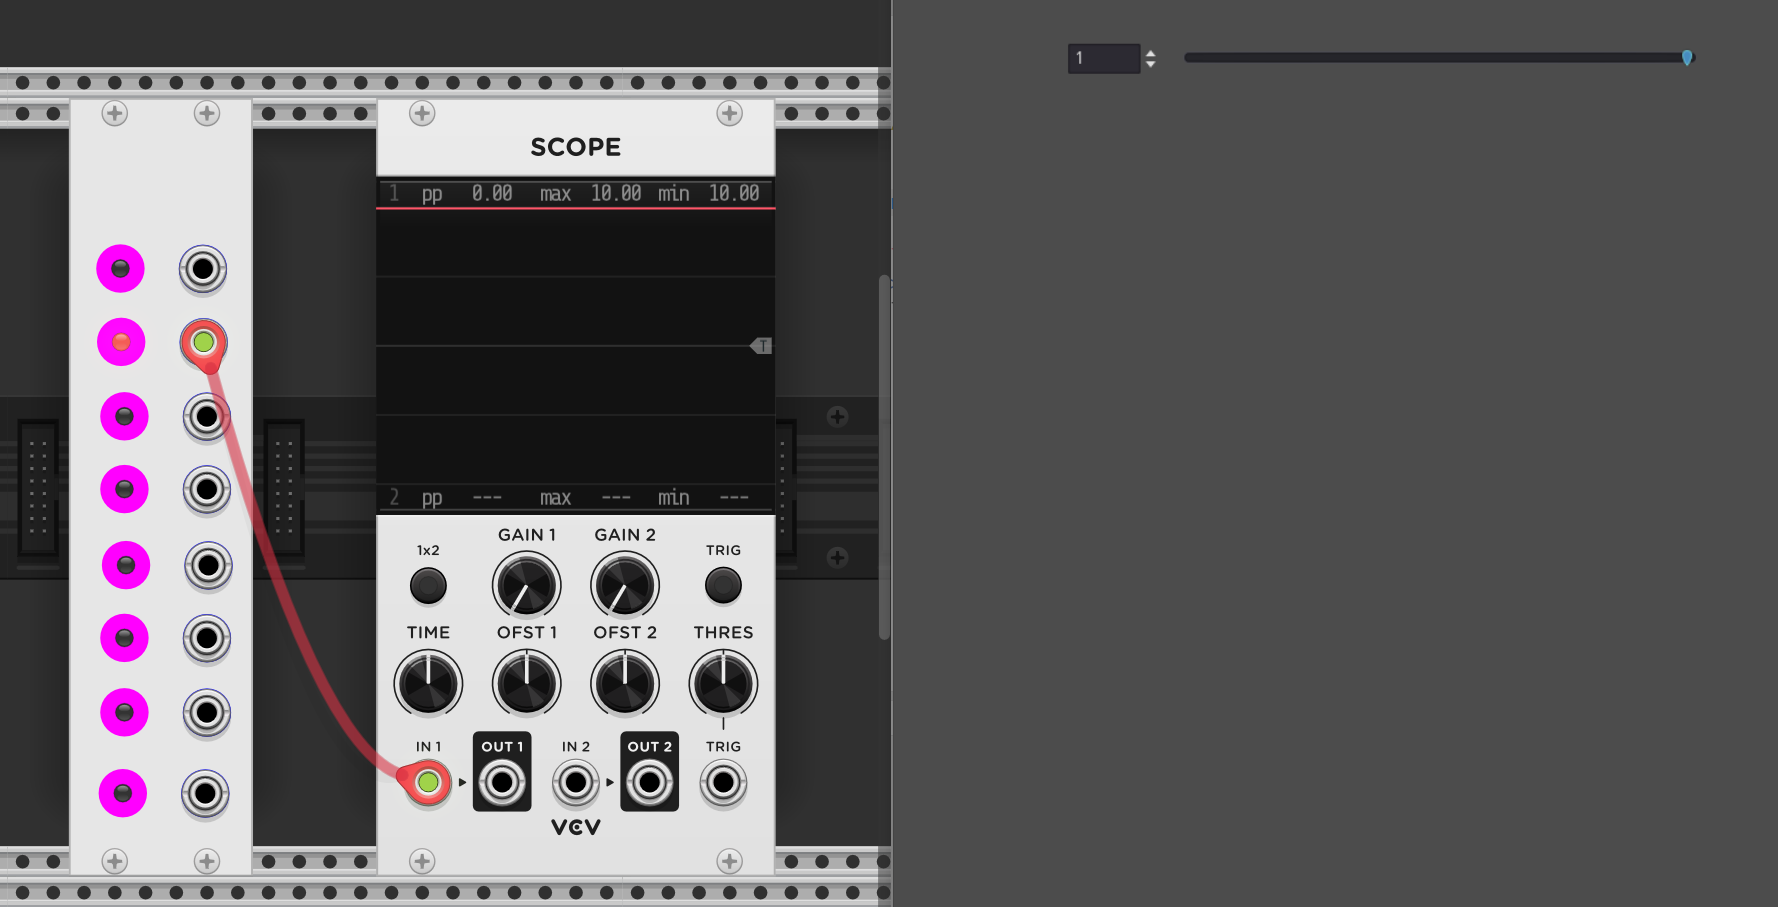 1
SCOPE
1 pp 0.00 max 10.00 min 10.00
T
2 pp --- max --- min ---
GAIN 1 GAIN 2
1x2 TRIG
TIME OFST 1 OFST 2 THRES
IN 1 OUT 1 IN 2 OUT 2 TRIG
VCV